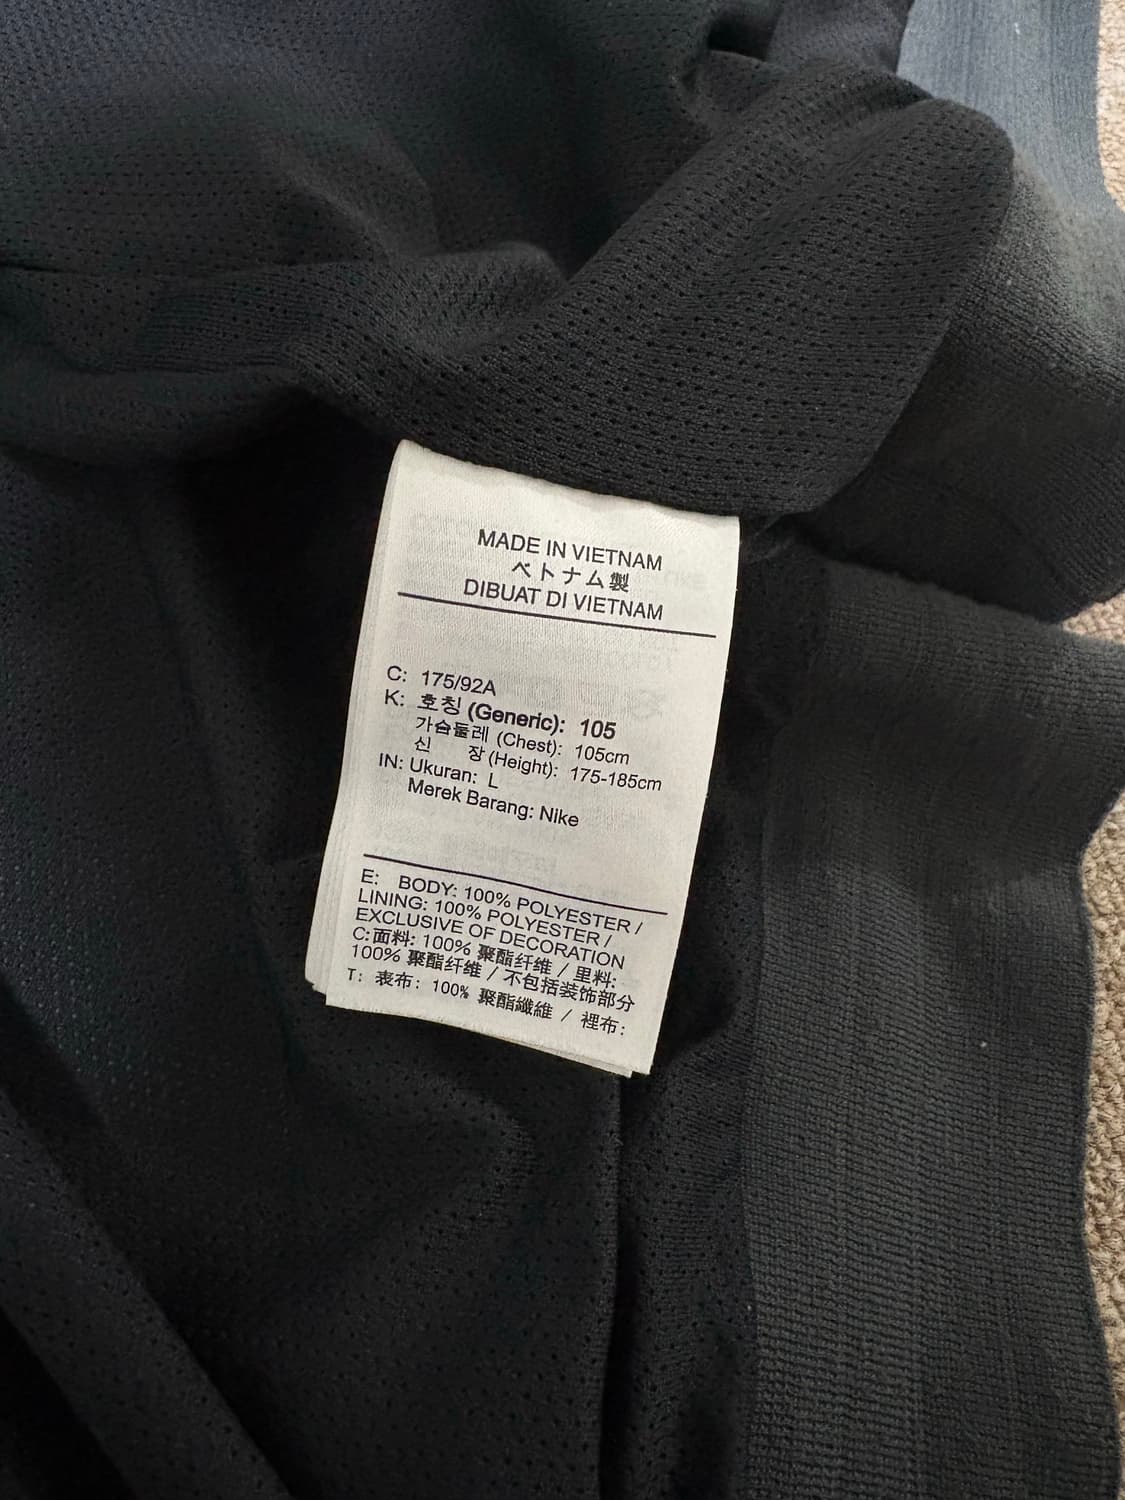 MADE IN VIETNAM
ベトナム製
DIBUAT DI VIETNAM
C: 175/92A
K: 호칭 (Generic): 105
가슴둘레 (Chest): 105cm
신 장 (Height): 175-185cm
IN: Ukuran: L
Merek Barang: Nike
E: BODY: 100% POLYESTER /
LINING: 100% POLYESTER /
EXCLUSIVE OF DECORATION
C:面料: 100% 聚酯纤维 / 里料:
100% 聚酯纤维 / 不包括装饰部分
T: 表布: 100% 聚酯纖維 / 裡布: